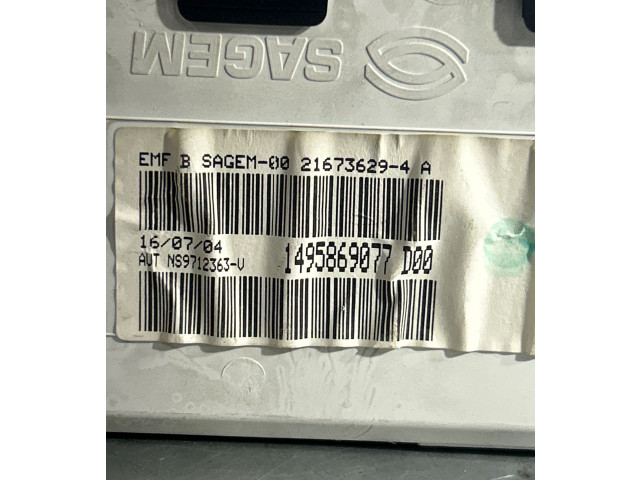 SAGEM
EMF B SAGEM-00 21673629-4 A
16/07/04
AUT NS9712363-V
1495869077 D00